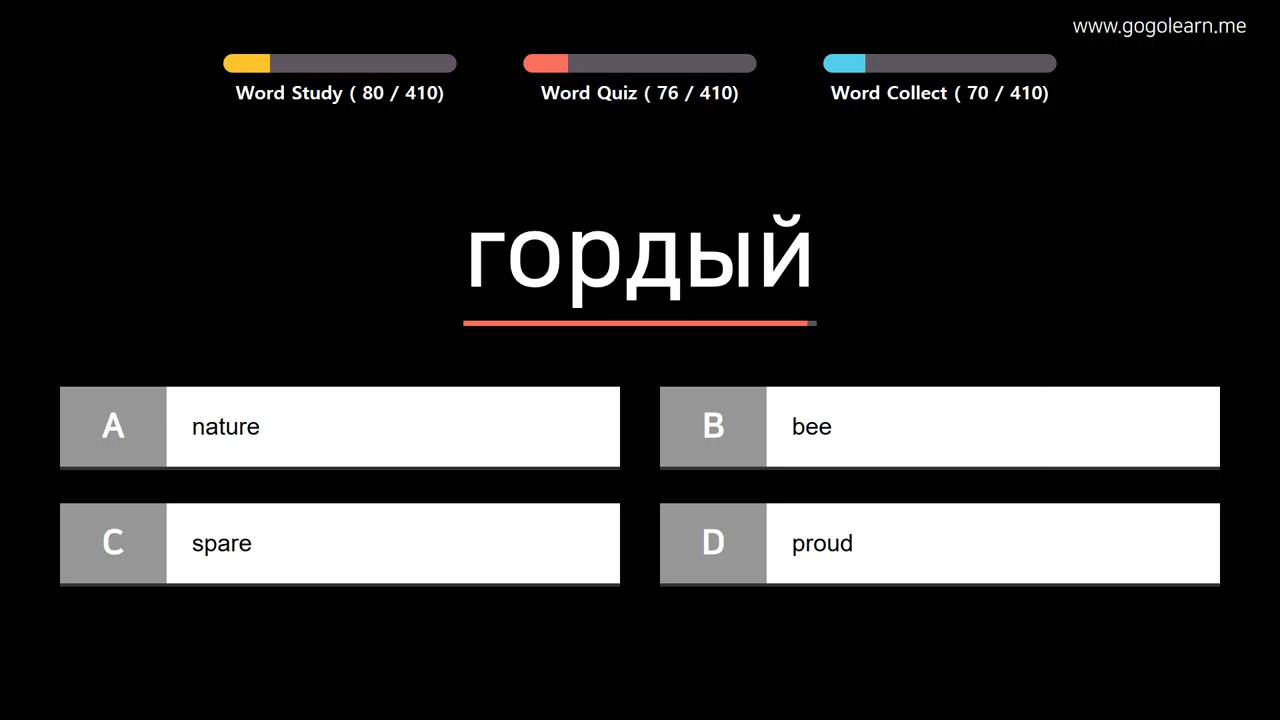 www.gogolearn.me
Word Study ( 80 / 410)
Word Quiz ( 76 / 410)
Word Collect ( 70 / 410)
гордый
A nature
B bee
C spare
D proud